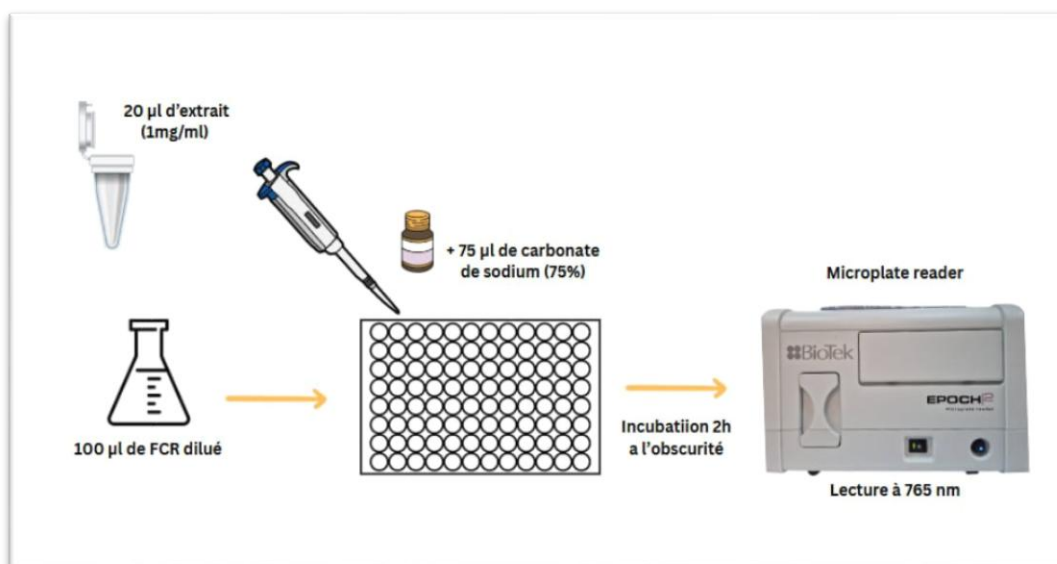 20 µl d'extrait
(1mg/ml)
+ 75 µl de carbonate
de sodium (75%)
Microplate reader
BioTek
EPOCH2
microplate reader
Incubatiion 2h
a l'obscurité
100 µl de FCR dilué
Lecture à 765 nm